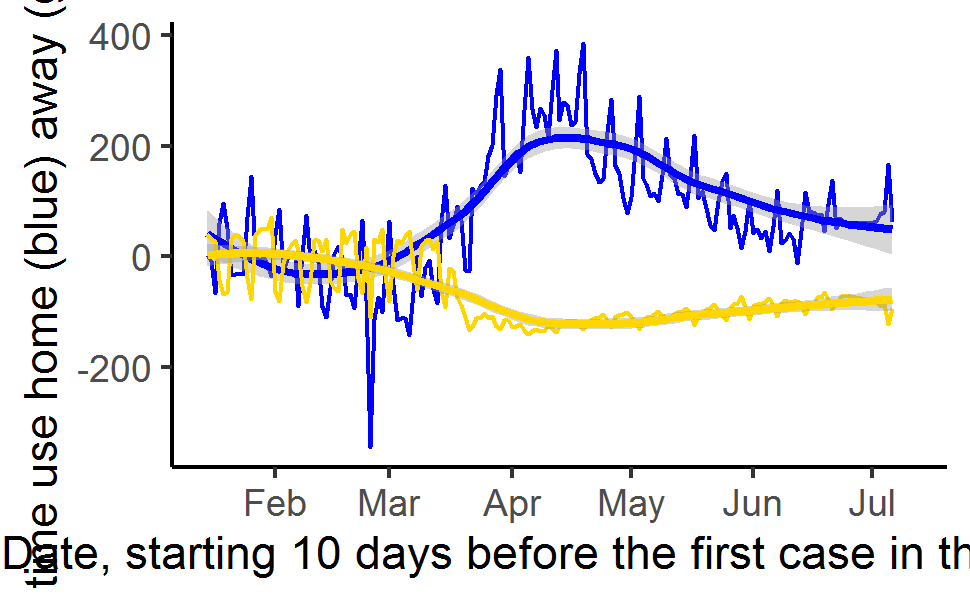 time use home (blue) away (
400
200
0
-200
Feb Mar Apr May Jun Jul
Date, starting 10 days before the first case in th